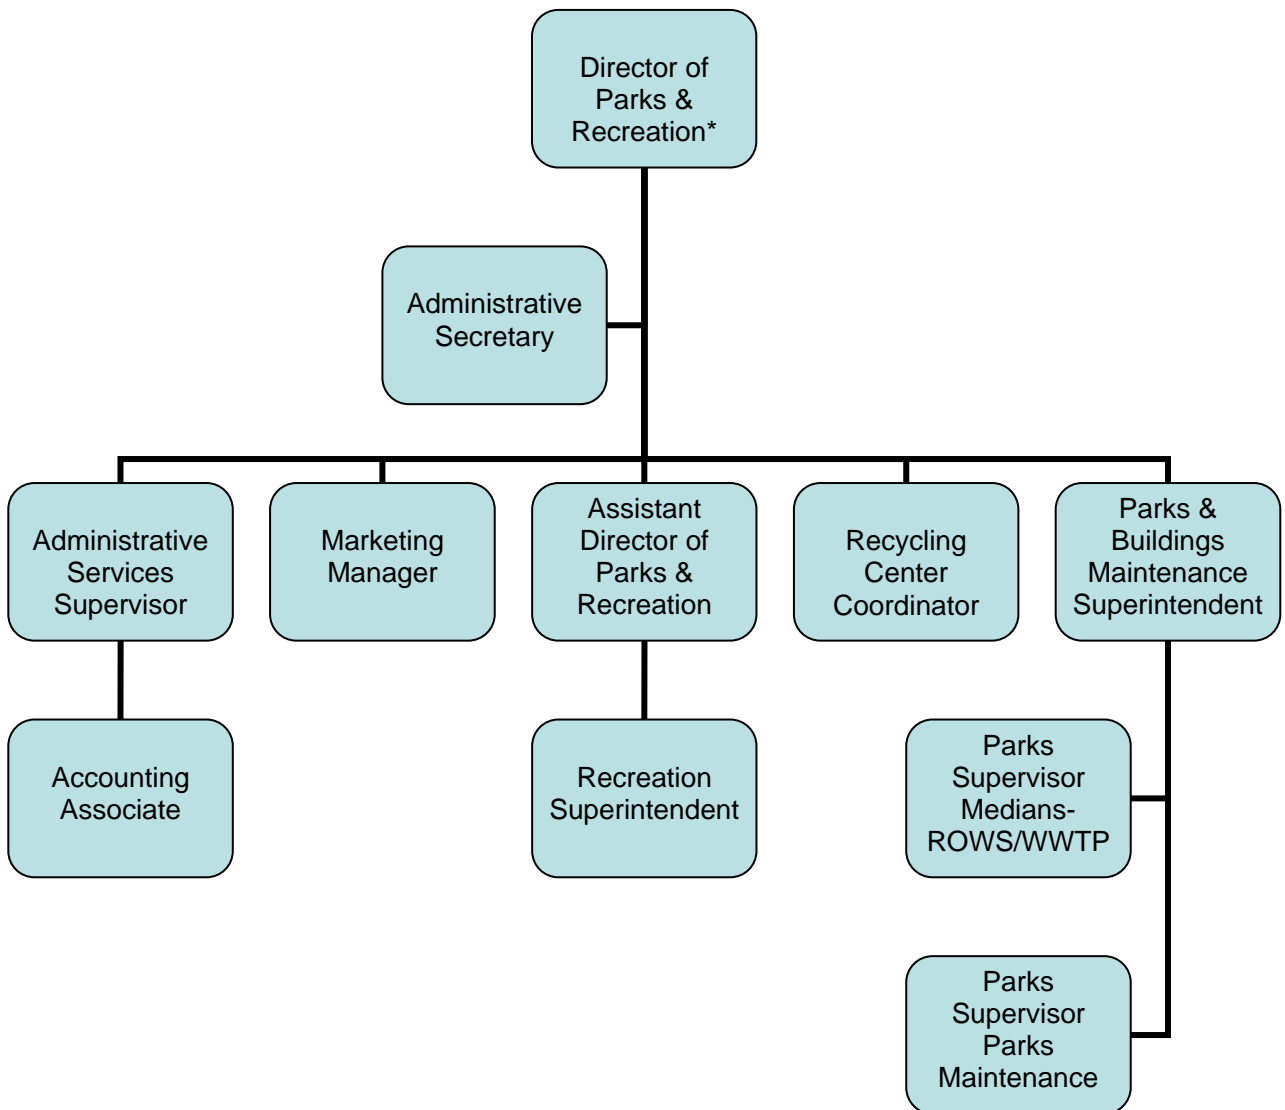 Director of
Parks &
Recreation*
Administrative
Secretary
Administrative
Services
Supervisor
Marketing
Manager
Assistant
Director of
Parks &
Recreation
Recycling
Center
Coordinator
Parks &
Buildings
Maintenance
Superintendent
Accounting
Associate
Recreation
Superintendent
Parks
Supervisor
Medians-
ROWS/WWTP
Parks
Supervisor
Parks
Maintenance